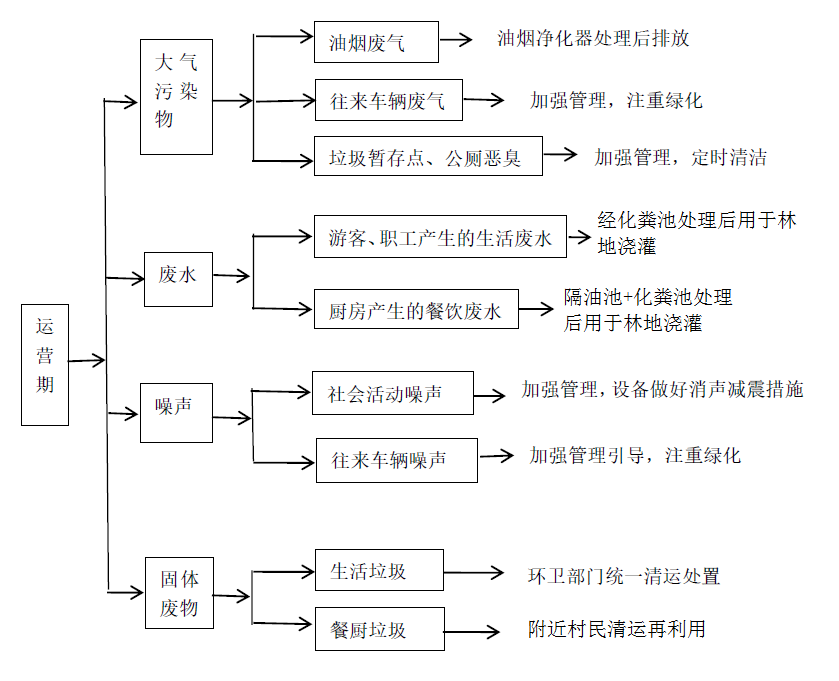 运
营
期
大气
污染
物
油烟废气
油烟净化器处理后排放
往来车辆废气
加强管理，注重绿化
垃圾暂存点、公厕恶臭
加强管理，定时清洁
废水
游客、职工产生的生活废水
经化粪池处理后用于林
地浇灌
厨房产生的餐饮废水
隔油池+化粪池处理
后用于林地浇灌
噪声
社会活动噪声
加强管理，设备做好消声减震措施
往来车辆噪声
加强管理引导，注重绿化
固体
废物
生活垃圾
环卫部门统一清运处置
餐厨垃圾
附近村民清运再利用